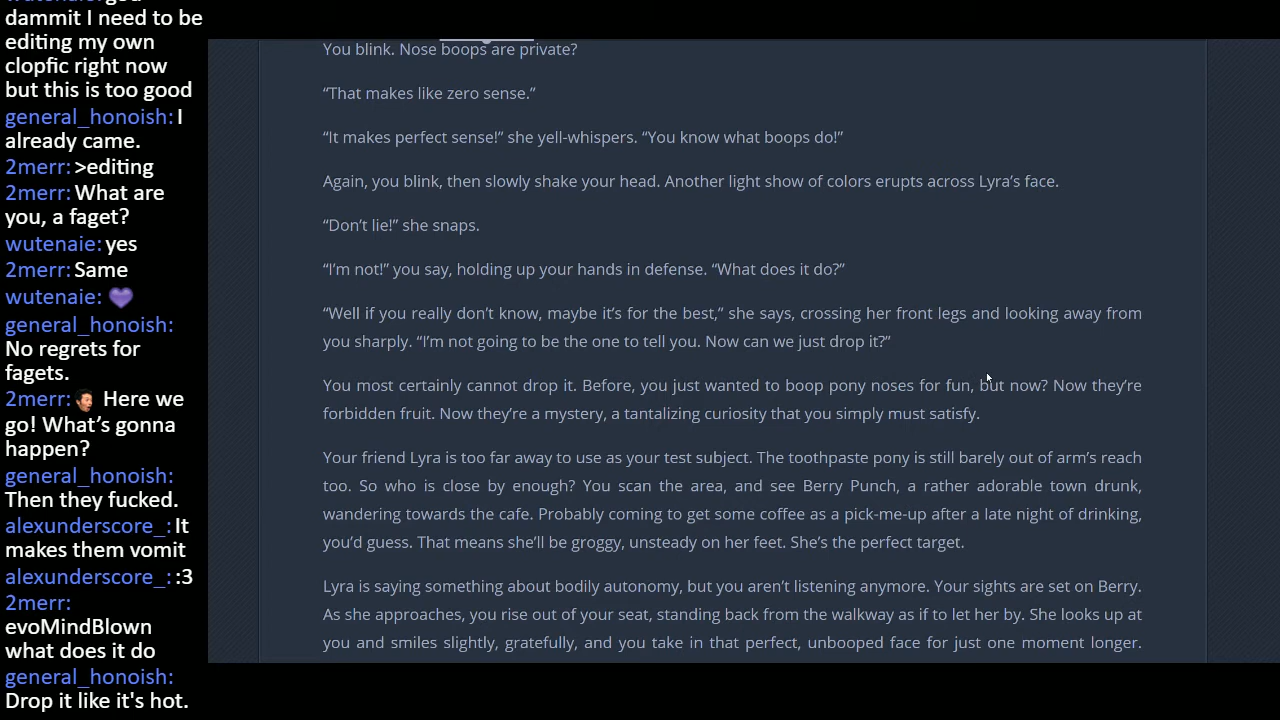 dammit I need to be
editing my own
clopfic right now
but this is too good
general_honoish: I
already came.
2merr: >editing
2merr: What are
you, a faget?
wutenaie: yes
2merr: Same
wutenaie: 💜
general_honoish:
No regrets for
fagets.
2merr: Here we
go! What's gonna
happen?
general_honoish:
Then they fucked.
alexunderscore_: It
makes them vomit
alexunderscore_: :3
2merr:
evoMindBlown
what does it do
general_honoish:
Drop it like it's hot.
You blink. Nose boops are private?
“That makes like zero sense.”
“It makes perfect sense!” she yell-whispers. “You know what boops do!”
Again, you blink, then slowly shake your head. Another light show of colors erupts across Lyra’s face.
“Don’t lie!” she snaps.
“I’m not!” you say, holding up your hands in defense. “What does it do?”
“Well if you really don’t know, maybe it’s for the best,” she says, crossing her front legs and looking away from
you sharply. “I’m not going to be the one to tell you. Now can we just drop it?”
You most certainly cannot drop it. Before, you just wanted to boop pony noses for fun, but now? Now they’re
forbidden fruit. Now they’re a mystery, a tantalizing curiosity that you simply must satisfy.
Your friend Lyra is too far away to use as your test subject. The toothpaste pony is still barely out of arm’s reach
too. So who is close by enough? You scan the area, and see Berry Punch, a rather adorable town drunk,
wandering towards the cafe. Probably coming to get some coffee as a pick-me-up after a late night of drinking,
you’d guess. That means she’ll be groggy, unsteady on her feet. She’s the perfect target.
Lyra is saying something about bodily autonomy, but you aren’t listening anymore. Your sights are set on Berry.
As she approaches, you rise out of your seat, standing back from the walkway as if to let her by. She looks up at
you and smiles slightly, gratefully, and you take in that perfect, unbooped face for just one moment longer.